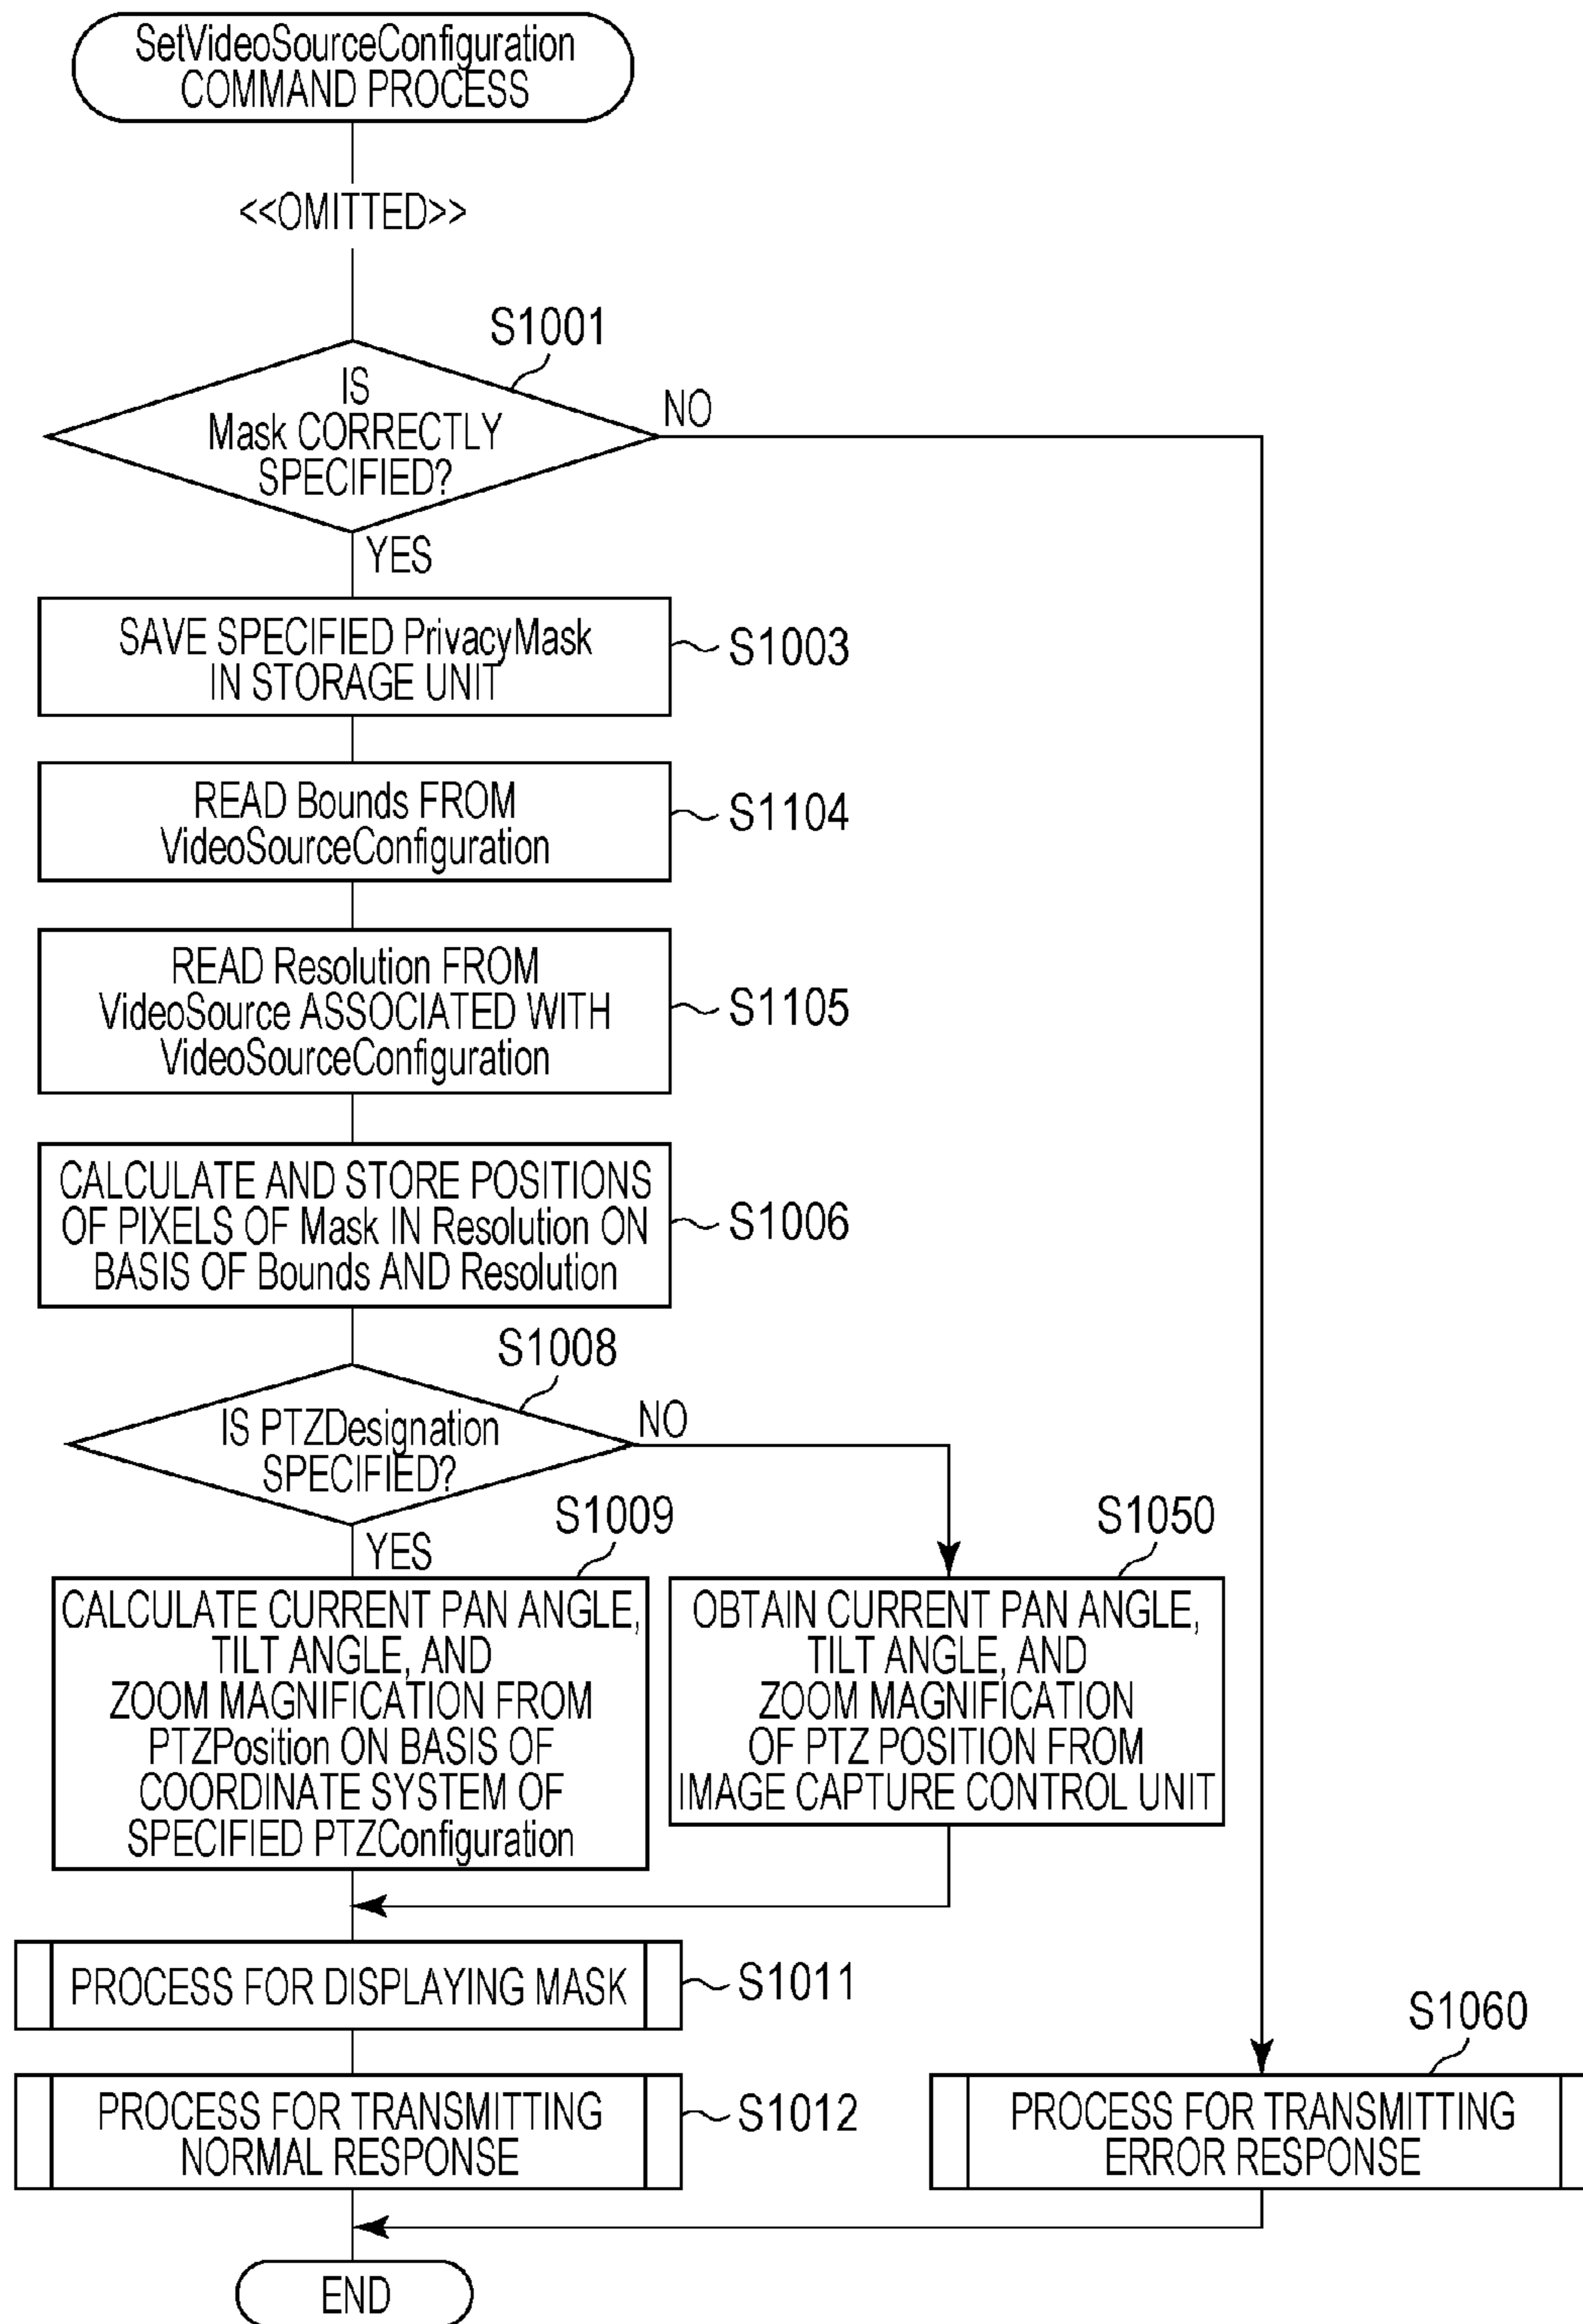 SetVideoSourceConfiguration
COMMAND PROCESS
<<OMITTED>>
S1001
IS
Mask CORRECTLY
SPECIFIED?
NO
YES
SAVE SPECIFIED PrivacyMask
IN STORAGE UNIT
S1003
READ Bounds FROM
VideoSourceConfiguration
S1104
READ Resolution FROM
VideoSource ASSOCIATED WITH
VideoSourceConfiguration
S1105
CALCULATE AND STORE POSITIONS
OF PIXELS OF Mask IN Resolution ON
BASIS OF Bounds AND Resolution
S1006
S1008
IS PTZDesignation
SPECIFIED?
NO
YES
S1009
CALCULATE CURRENT PAN ANGLE,
TILT ANGLE, AND
ZOOM MAGNIFICATION FROM
PTZPosition ON BASIS OF
COORDINATE SYSTEM OF
SPECIFIED PTZConfiguration
S1050
OBTAIN CURRENT PAN ANGLE,
TILT ANGLE, AND
ZOOM MAGNIFICATION
OF PTZ POSITION FROM
IMAGE CAPTURE CONTROL UNIT
PROCESS FOR DISPLAYING MASK
S1011
PROCESS FOR TRANSMITTING
NORMAL RESPONSE
S1012
S1060
PROCESS FOR TRANSMITTING
ERROR RESPONSE
END